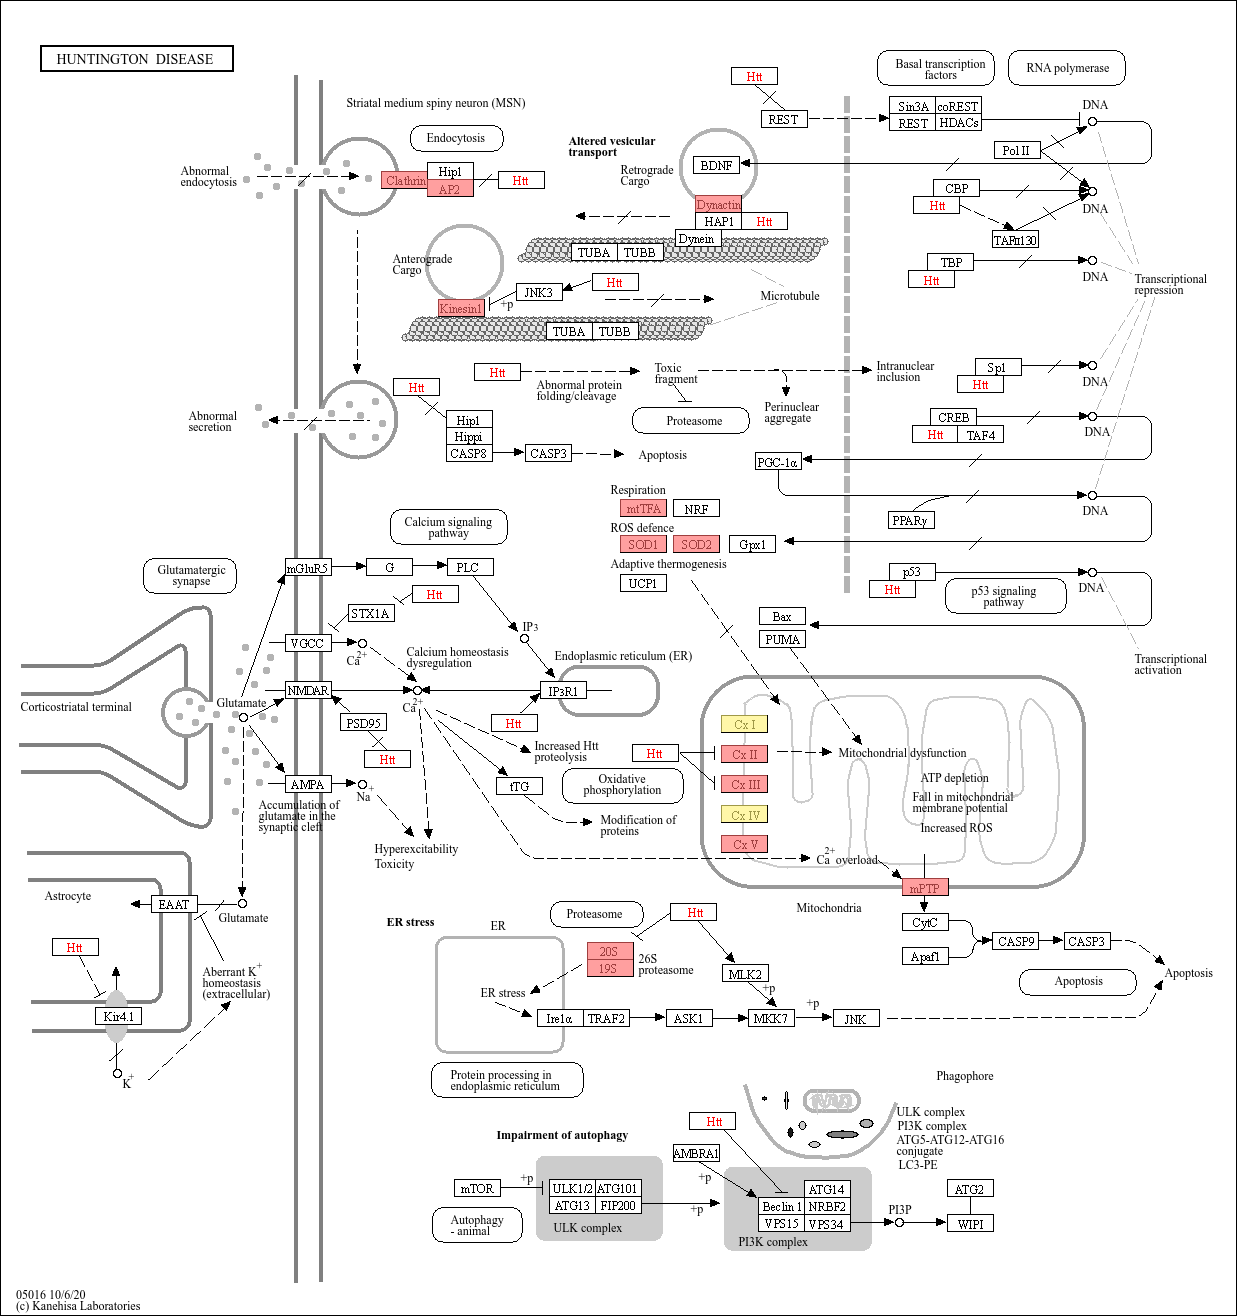 HUNTINGTON DISEASE
Striatal medium spiny neuron (MSN)
Endocytosis
Abnormal
endocytosis
Clathrin
Hip1
AP2
Htt
Altered vesicular
transport
Retrograde
Cargo
BDNF
Dynactin
HAP1
Htt
Dynein
TUBA
TUBB
Anterograde
Cargo
JNK3
Htt
+p
Kinesin1
TUBA
TUBB
Microtubule
Htt
REST
Basal transcription
factors
RNA polymerase
Sin3A
coREST
REST
HDACs
DNA
Pol II
CBP
Htt
DNA
TAFII130
TBP
Htt
DNA
Transcriptional
repression
Sp1
Htt
DNA
CREB
Htt
TAF4
DNA
PGC-1α
PPARγ
DNA
p53
Htt
DNA
p53 signaling
pathway
Transcriptional
activation
Htt
Abnormal protein
folding/cleavage
Toxic
fragment
Proteasome
Perinuclear
aggregate
Intranuclear
inclusion
Abnormal
secretion
Htt
Hip1
Hippi
CASP8
CASP3
Apoptosis
Respiration
mtTFA
NRF
ROS defence
SOD1
SOD2
Gpx1
Adaptive thermogenesis
UCP1
Bax
PUMA
Calcium signaling
pathway
Glutamatergic
synapse
mGluR5
G
PLC
Htt
STX1A
IP3
VGCC
Ca2+
Calcium homeostasis
dysregulation
Endoplasmic reticulum (ER)
NMDAR
IP3R1
Ca2+
Htt
PSD95
Htt
Glutamate
Corticostriatal terminal
Increased Htt
proteolysis
AMPA
Na+
tTG
Modification of
proteins
Accumulation of
glutamate in the
synaptic cleft
Hyperexcitability
Toxicity
Htt
Oxidative
phosphorylation
Cx I
Cx II
Cx III
Cx IV
Cx V
Mitochondrial dysfunction
ATP depletion
Fall in mitochondrial
membrane potential
Increased ROS
Ca2+ overload
mPTP
Mitochondria
CytC
Apaf1
CASP9
CASP3
Apoptosis
Apoptosis
Astrocyte
EAAT
Glutamate
Htt
Kir4.1
K+
Aberrant K+
homeostasis
(extracellular)
ER stress
ER
Proteasome
Htt
20S
19S
26S
proteasome
MLK2
+p
ER stress
Ire1α
TRAF2
ASK1
MKK7
+p
JNK
Protein processing in
endoplasmic reticulum
Phagophore
ULK complex
PI3K complex
ATG5-ATG12-ATG16
conjugate
LC3-PE
Impairment of autophagy
Htt
AMBRA1
+p
mTOR
+p
ULK1/2
ATG101
ATG13
FIP200
ULK complex
+p
ATG14
Beclin 1
NRBF2
VPS15
VPS34
PI3K complex
PI3P
ATG2
WIPI
Autophagy
- animal
05016 10/6/20
(c) Kanehisa Laboratories